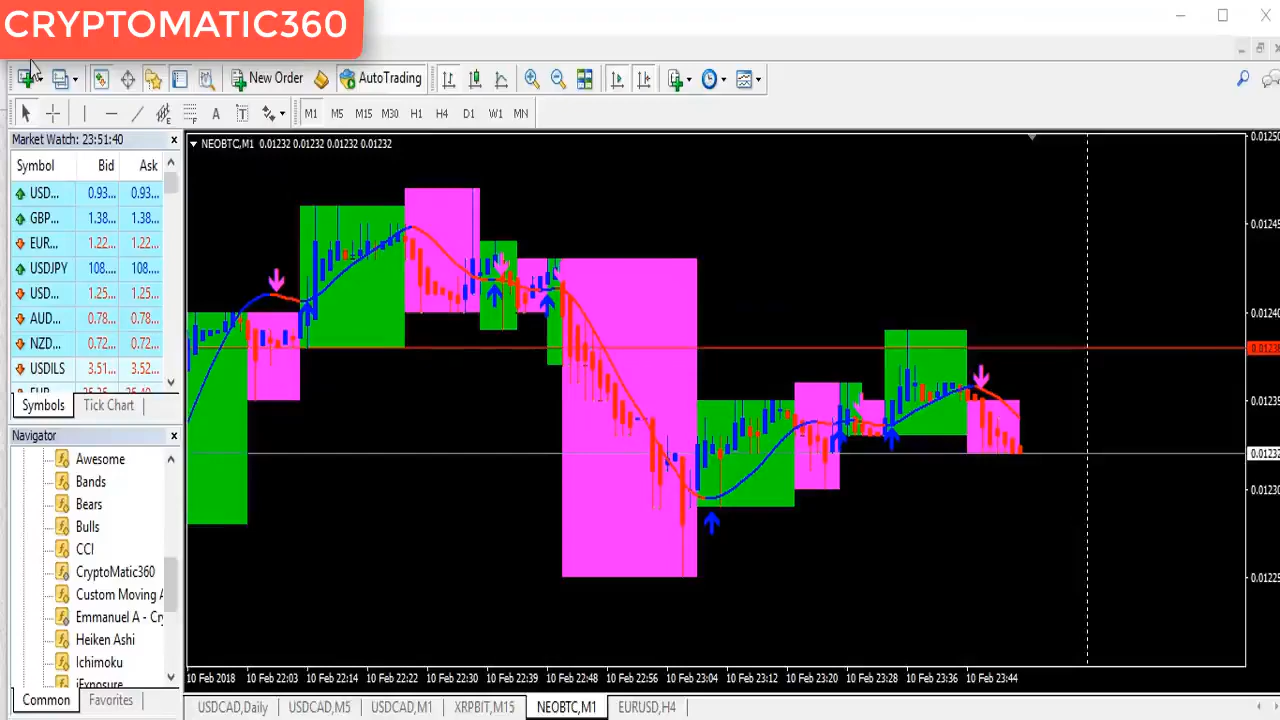 CRYPTOMATIC360
New Order
AutoTrading
A
T
M1 M5 M15 M30 H1 H4 D1 W1 MN
Market Watch: 23:51:40
Symbol Bid Ask
USD... 0.93... 0.93...
GBP... 1.38... 1.38...
EUR... 1.22... 1.22...
USDJPY 108.... 108....
USD... 1.25... 1.25...
AUD... 0.78... 0.78...
NZD... 0.72... 0.72...
USDILS 3.51... 3.52...
Symbols Tick Chart
Navigator
Awesome
Bands
Bears
Bulls
CCI
CryptoMatic360
Custom Moving A
Emmanuel A - Cry
Heiken Ashi
Ichimoku
iExposure
Common Favorites
NEOBTC,M1 0.01232 0.01232 0.01232 0.01232
0.01250
0.01245
0.01240
0.01238
0.01235
0.01232
0.01230
0.01225
10 Feb 2018 10 Feb 22:03 10 Feb 22:14 10 Feb 22:22 10 Feb 22:30 10 Feb 22:39 10 Feb 22:48 10 Feb 22:56 10 Feb 23:04 10 Feb 23:12 10 Feb 23:20 10 Feb 23:28 10 Feb 23:36 10 Feb 23:44
USDCAD,Daily USDCAD,M5 USDCAD,M1 XRPBIT,M15 NEOBTC,M1 EURUSD,H4